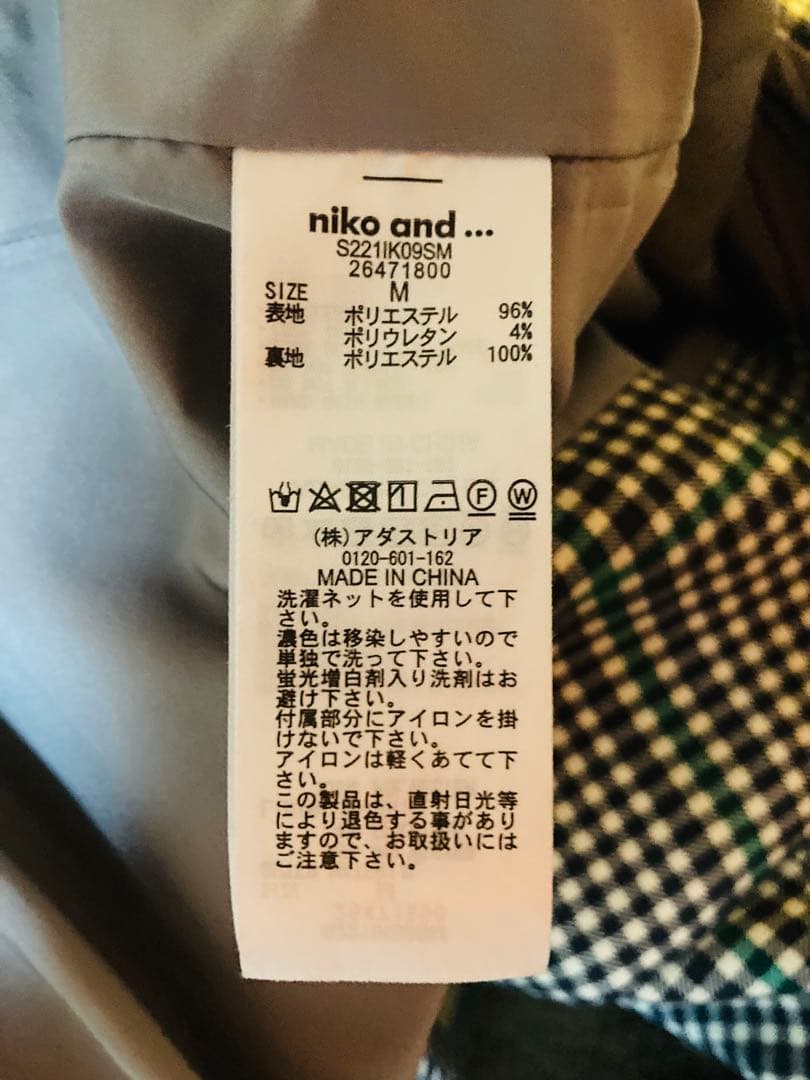 niko and ...
S221IK09SM
26471800
SIZE M
表地 ポリエステル 96%
ポリウレタン 4%
裏地 ポリエステル 100%
F W
(株)アダストリア
0120-601-162
MADE IN CHINA
洗濯ネットを使用して下
さい。
濃色は移染しやすいので
単独で洗って下さい。
蛍光増白剤入り洗剤はお
避け下さい。
付属部分にアイロンを掛
けないで下さい。
アイロンは軽くあてて下
さい。
この製品は、直射日光等
により退色する事があり
ますので、お取扱いには
ご注意下さい。